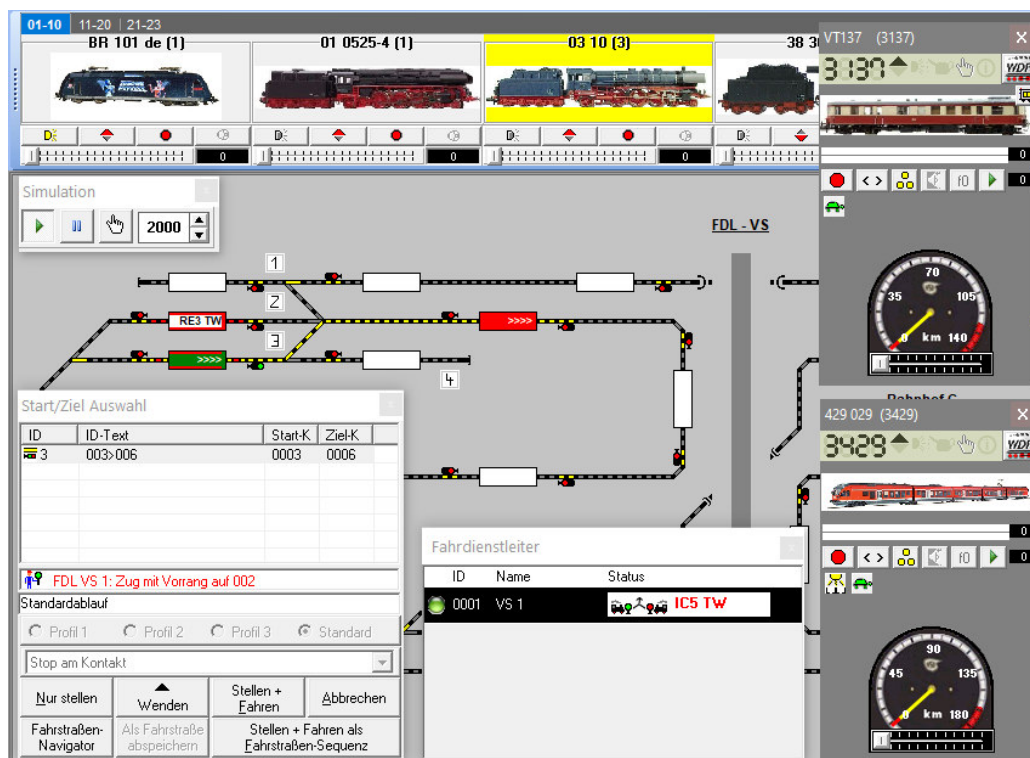 01-10 11-20 21-23
BR 101 de (1)
01 0525-4 (1)
03 10 (3)
0
0
0
VT137 (3137)
3137
0
f0
0
35
70
105
0
km
140
Simulation
2000
FDL - VS
1
2
RE3 TW
>>>>
3
>>>>
4
Start/Ziel Auswahl
ID ID-Text Start-K Ziel-K
3 003>006 0003 0006
FDL VS 1: Zug mit Vorrang auf 002
Standardablauf
Profil 1 Profil 2 Profil 3 Standard
Stop am Kontakt
Nur stellen
Wenden
Stellen +
Fahren
Abbrechen
Fahrstraßen-
Navigator
Als Fahrstraße
abspeichern
Stellen + Fahren als
Fahrstraßen-Sequenz
Fahrdienstleiter
ID Name Status
0001 VS 1 IC5 TW
429 029 (3429)
3429
0
f0
0
45
90
135
0
km
180